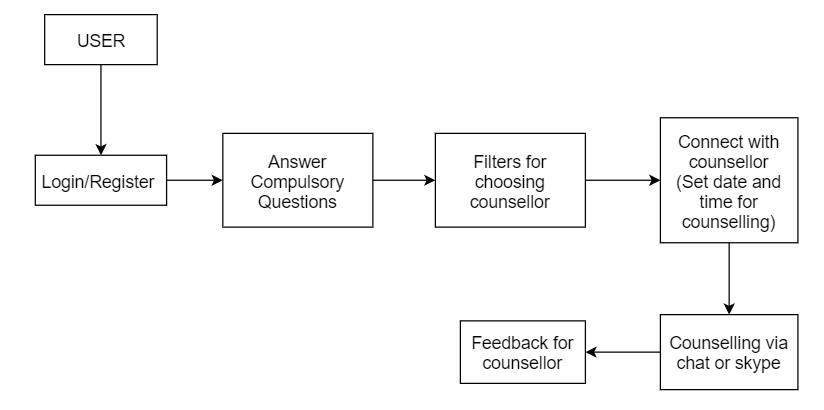 USER
Login/Register
Answer
Compulsory
Questions
Filters for
choosing
counsellor
Connect with
counsellor
(Set date and
time for
counselling)
Counselling via
chat or skype
Feedback for
counsellor